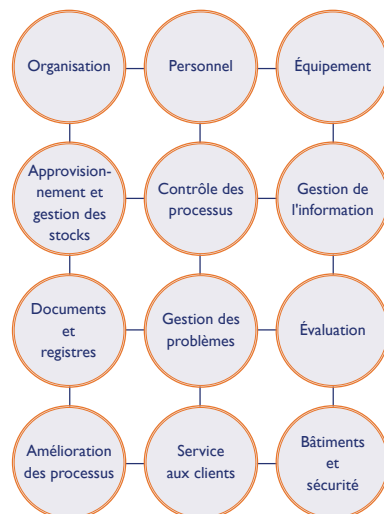 Organisation
Personnel
Équipement
Approvision-
nement et
gestion des
stocks
Contrôle des
processus
Gestion de
l'information
Documents
et
registres
Gestion des
problèmes
Évaluation
Amélioration
des processus
Service
aux clients
Bâtiments
et
sécurité